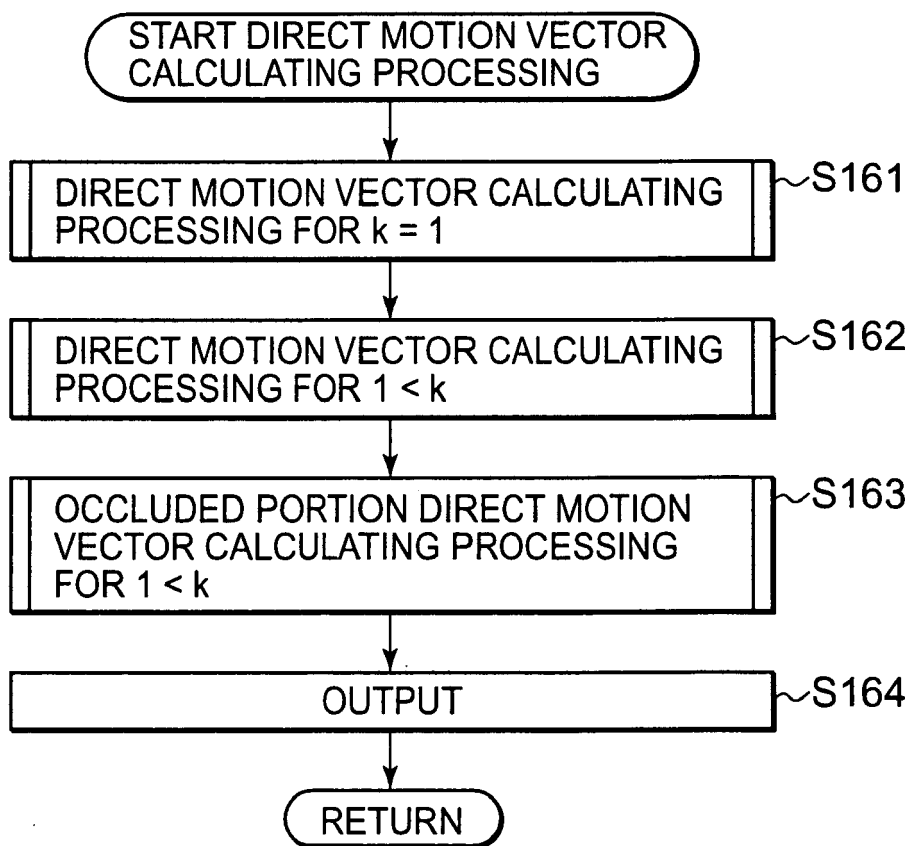 START DIRECT MOTION VECTOR
CALCULATING PROCESSING
DIRECT MOTION VECTOR CALCULATING
PROCESSING FOR k = 1
S161
DIRECT MOTION VECTOR CALCULATING
PROCESSING FOR 1 < k
S162
OCCLUDED PORTION DIRECT MOTION
VECTOR CALCULATING PROCESSING
FOR 1 < k
S163
OUTPUT
S164
RETURN